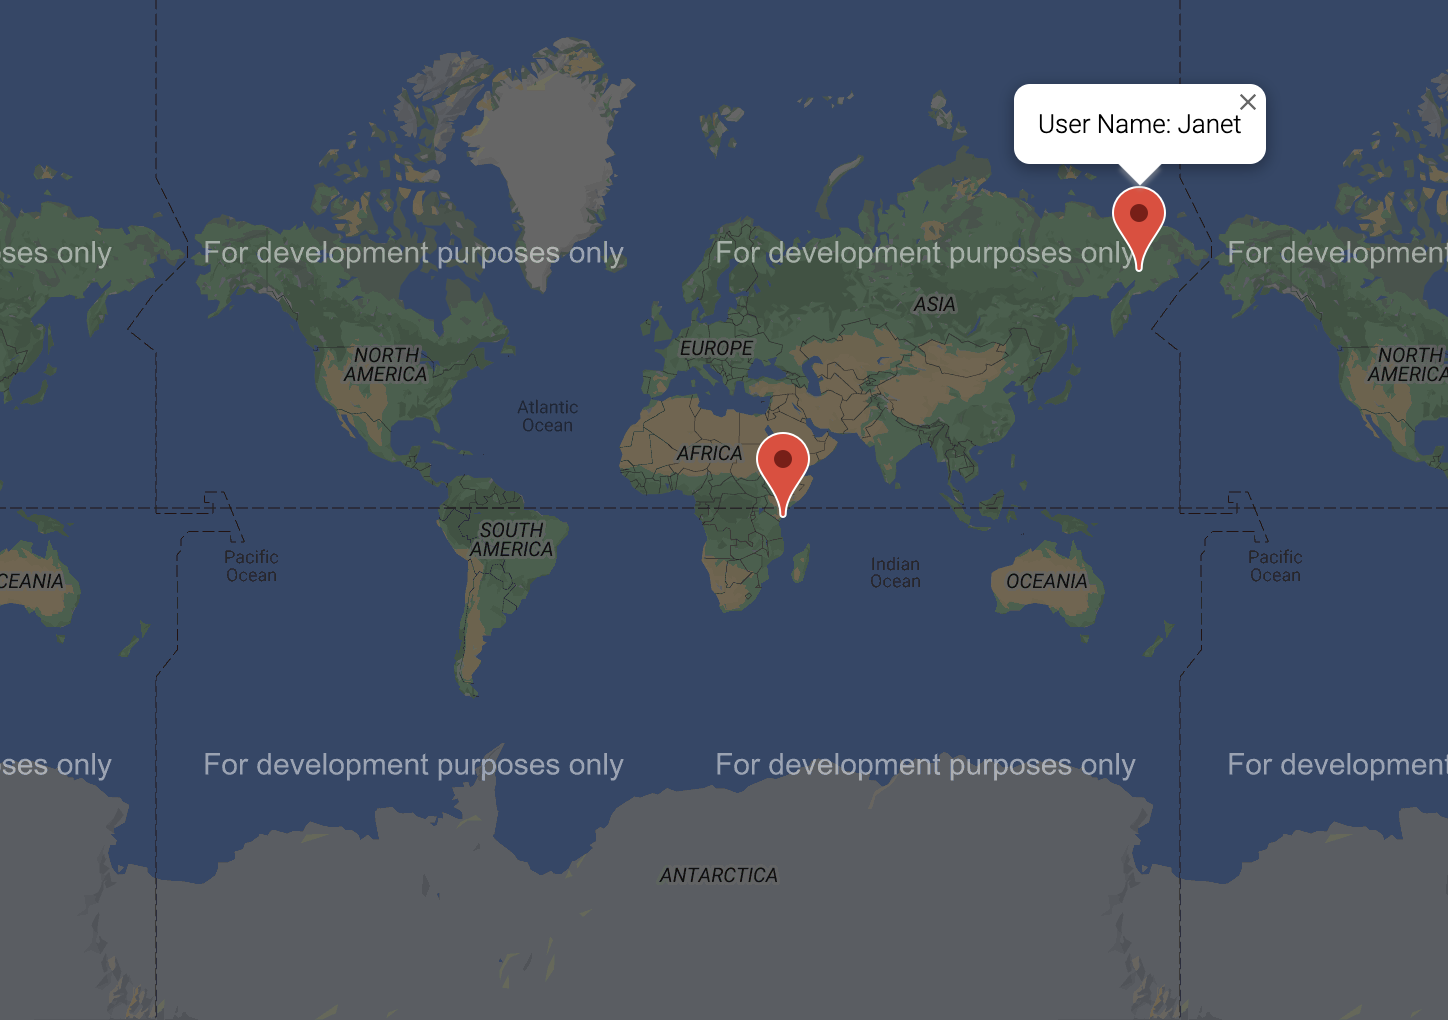 User Name: Janet
oses only
For development purposes only
For development purposes only
For development
ASIA
EUROPE
NORTH
AMERICA
NORTH
AMERICA
Atlantic
Ocean
AFRICA
SOUTH
AMERICA
Pacific
Ocean
Indian
Ocean
Pacific
Ocean
CEANIA
OCEANIA
oses only
For development purposes only
For development purposes only
For development
ANTARCTICA